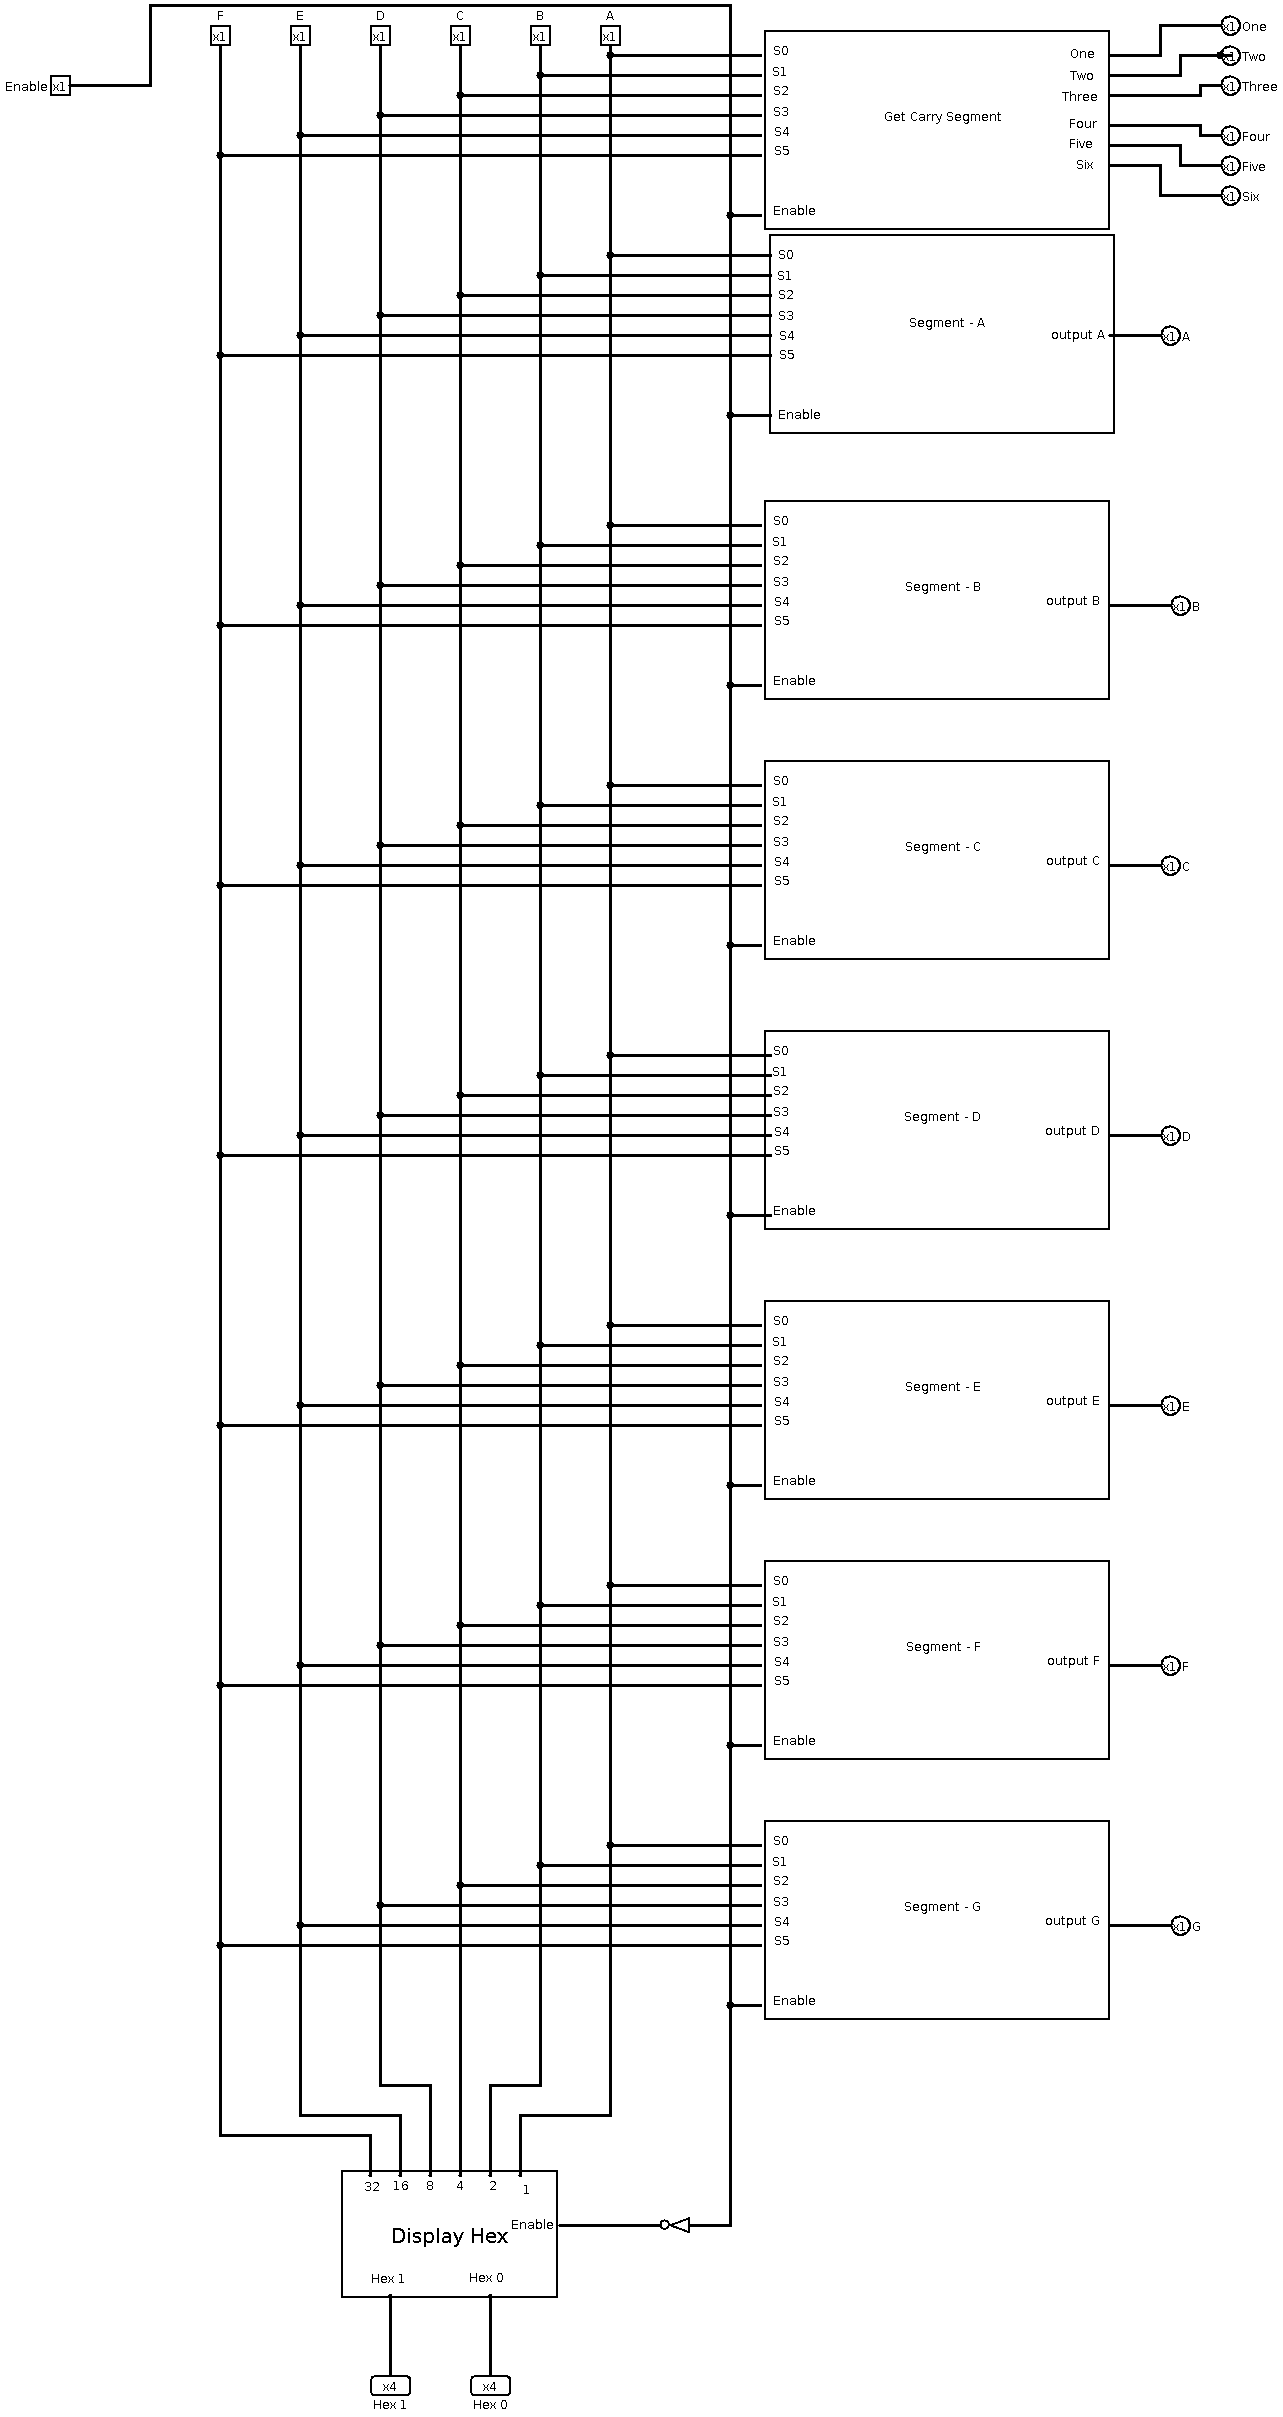 F E D C B A
x1 x1 x1 x1 x1 x1
Enable x1
S0
S1
S2
S3
S4
S5
Enable
Get Carry Segment
One
Two
Three
Four
Five
Six
x1 One
x1 Two
x1 Three
x1 Four
x1 Five
x1 Six
S0
S1
S2
S3
S4
S5
Enable
Segment - A
output A
x1 A
S0
S1
S2
S3
S4
S5
Enable
Segment - B
output B
x1 B
S0
S1
S2
S3
S4
S5
Enable
Segment - C
output C
x1 C
S0
S1
S2
S3
S4
S5
Enable
Segment - D
output D
x1 D
S0
S1
S2
S3
S4
S5
Enable
Segment - E
output E
x1 E
S0
S1
S2
S3
S4
S5
Enable
Segment - F
output F
x1 F
S0
S1
S2
S3
S4
S5
Enable
Segment - G
output G
x1 G
32 16 8 4 2 1
Enable
Display Hex
Hex 1 Hex 0
x4 x4
Hex 1 Hex 0